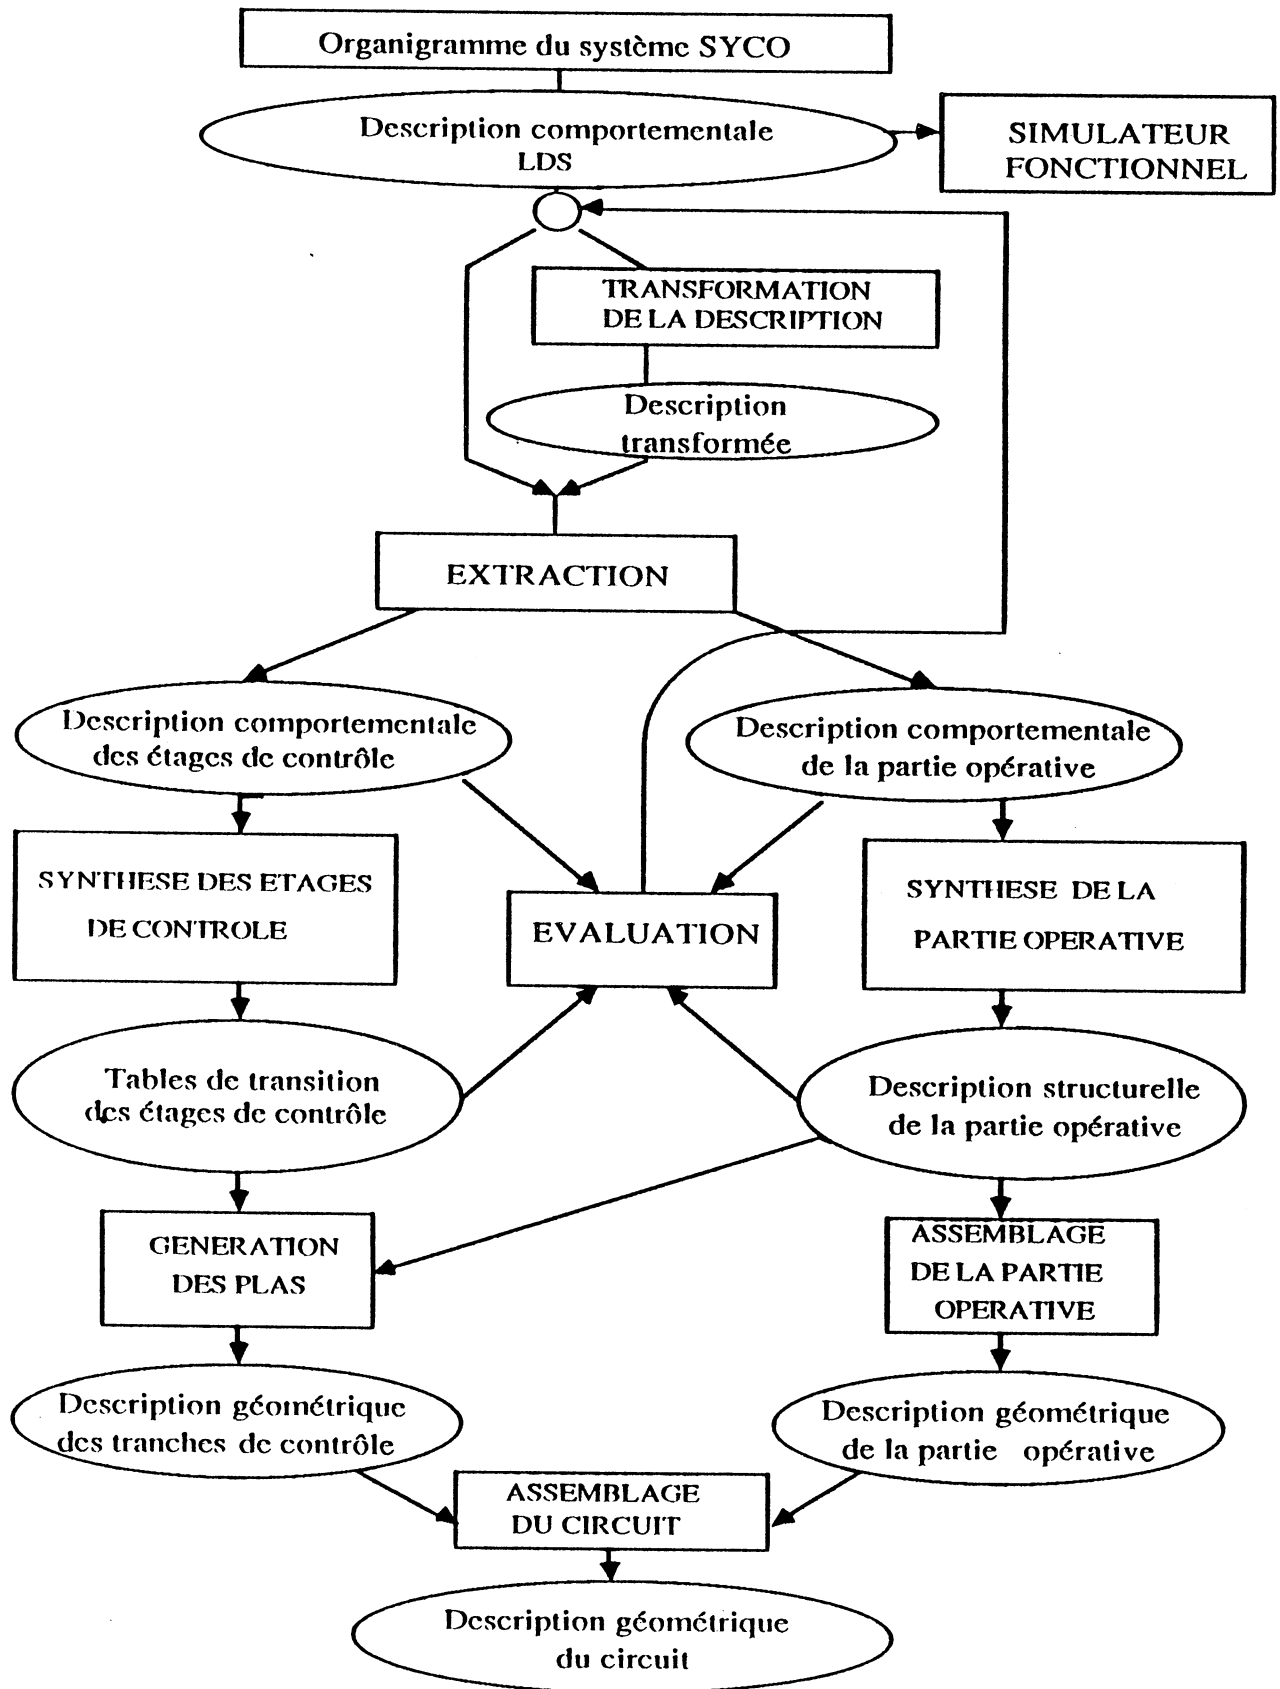 Organigramme du système SYCO
Description comportementale
LDS
SIMULATEUR
FONCTIONNEL
TRANSFORMATION
DE LA DESCRIPTION
Description
transformée
EXTRACTION
Description comportementale
des étages de contrôle
Description comportementale
de la partie opérative
SYNTHESE DES ETAGES
DE CONTROLE
EVALUATION
SYNTHESE DE LA
PARTIE OPERATIVE
Tables de transition
des étages de contrôle
Description structurelle
de la partie opérative
GENERATION
DES PLAS
ASSEMBLAGE
DE LA PARTIE
OPERATIVE
Description géométrique
des tranches de contrôle
Description géométrique
de la partie opérative
ASSEMBLAGE
DU CIRCUIT
Description géométrique
du circuit